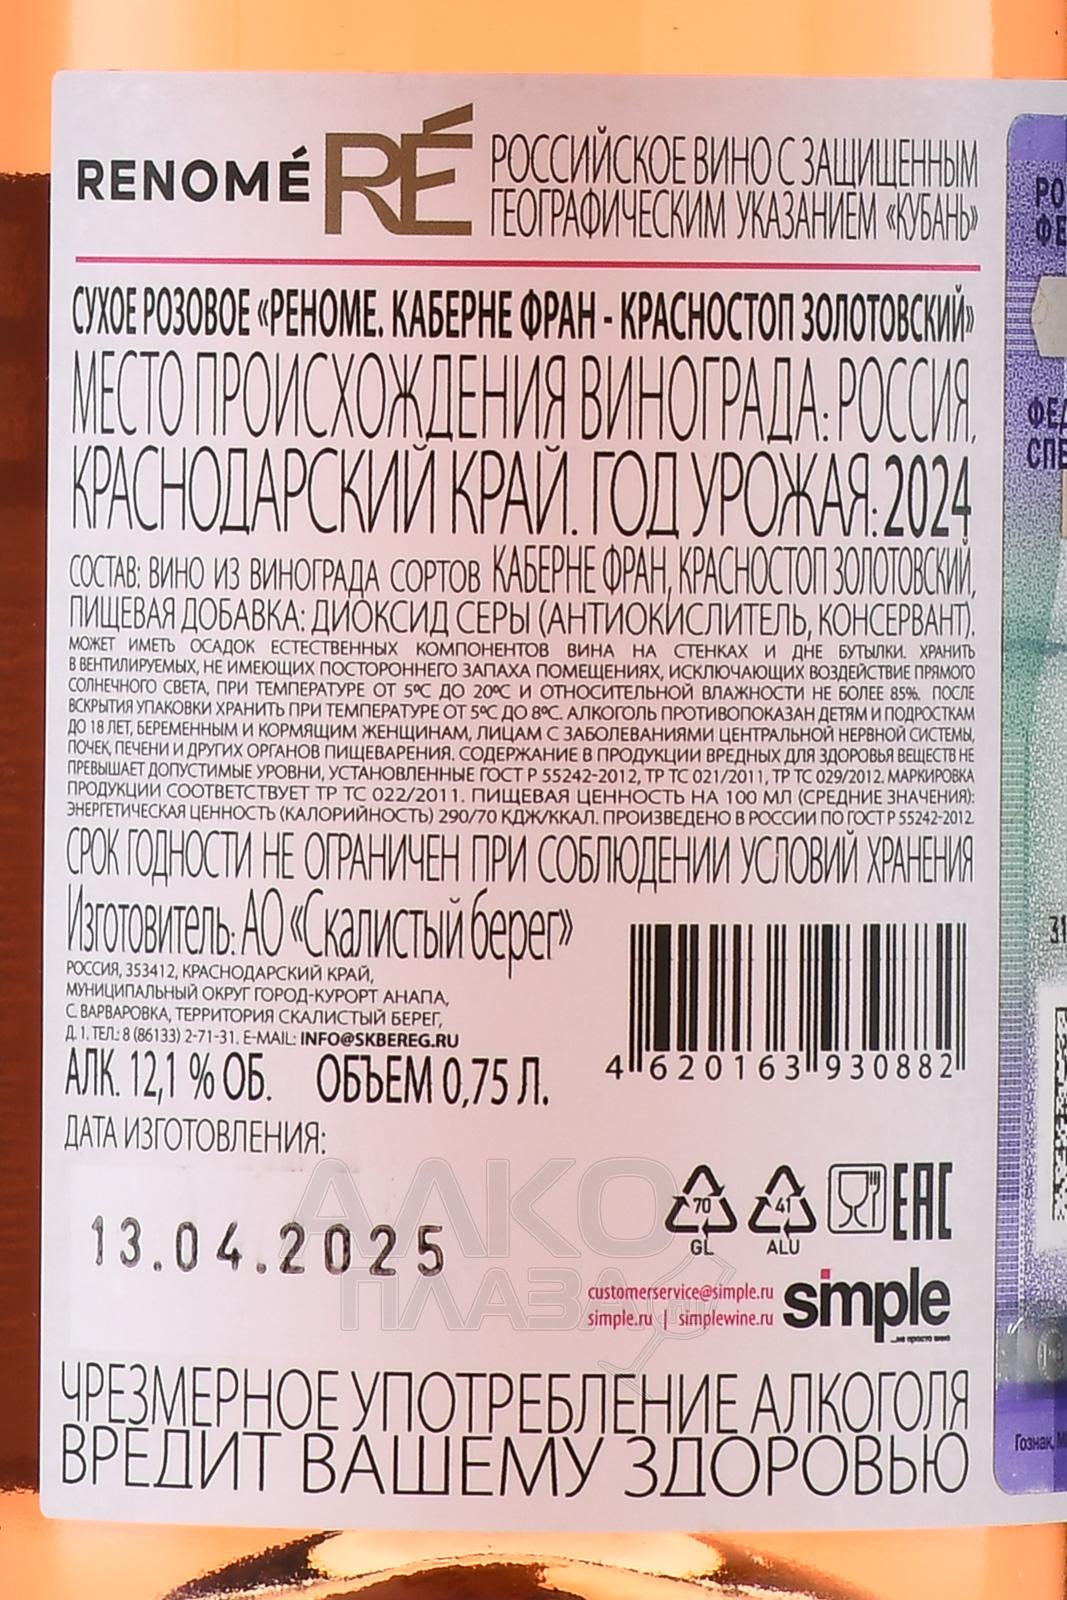 RENOMÉ RÉ РОССИЙСКОЕ ВИНО С ЗАЩИЩЕННЫМ
ГЕОГРАФИЧЕСКИМ УКАЗАНИЕМ «КУБАНЬ»
СУХОЕ РОЗОВОЕ «РЕНОМЕ. КАБЕРНЕ ФРАН - КРАСНОСТОП ЗОЛОТОВСКИЙ»
МЕСТО ПРОИСХОЖДЕНИЯ ВИНОГРАДА: РОССИЯ,
КРАСНОДАРСКИЙ КРАЙ. ГОД УРОЖАЯ: 2024
СОСТАВ: ВИНО ИЗ ВИНОГРАДА СОРТОВ КАБЕРНЕ ФРАН, КРАСНОСТОП ЗОЛОТОВСКИЙ,
ПИЩЕВАЯ ДОБАВКА: ДИОКСИД СЕРЫ (АНТИОКИСЛИТЕЛЬ, КОНСЕРВАНТ).
МОЖЕТ ИМЕТЬ ОСАДОК ЕСТЕСТВЕННЫХ КОМПОНЕНТОВ ВИНА НА СТЕНКАХ И ДНЕ БУТЫЛКИ. ХРАНИТЬ
В ВЕНТИЛИРУЕМЫХ, НЕ ИМЕЮЩИХ ПОСТОРОННЕГО ЗАПАХА ПОМЕЩЕНИЯХ, ИСКЛЮЧАЮЩИХ ВОЗДЕЙСТВИЕ ПРЯМОГО
СОЛНЕЧНОГО СВЕТА, ПРИ ТЕМПЕРАТУРЕ ОТ 5ºС ДО 20ºС И ОТНОСИТЕЛЬНОЙ ВЛАЖНОСТИ НЕ БОЛЕЕ 85%. ПОСЛЕ
ВСКРЫТИЯ УПАКОВКИ ХРАНИТЬ ПРИ ТЕМПЕРАТУРЕ ОТ 5ºС ДО 8ºС. АЛКОГОЛЬ ПРОТИВОПОКАЗАН ДЕТЯМ И ПОДРОСТКАМ
ДО 18 ЛЕТ, БЕРЕМЕННЫМ И КОРМЯЩИМ ЖЕНЩИНАМ, ЛИЦАМ С ЗАБОЛЕВАНИЯМИ ЦЕНТРАЛЬНОЙ НЕРВНОЙ СИСТЕМЫ,
ПОЧЕК, ПЕЧЕНИ И ДРУГИХ ОРГАНОВ ПИЩЕВАРЕНИЯ. СОДЕРЖАНИЕ В ПРОДУКЦИИ ВРЕДНЫХ ДЛЯ ЗДОРОВЬЯ ВЕЩЕСТВ НЕ
ПРЕВЫШАЕТ ДОПУСТИМЫЕ УРОВНИ, УСТАНОВЛЕННЫЕ ГОСТ Р 55242-2012, ТР ТС 021/2011, ТР ТС 029/2012. МАРКИРОВКА
ПРОДУКЦИИ СООТВЕТСТВУЕТ ТР ТС 022/2011. ПИЩЕВАЯ ЦЕННОСТЬ НА 100 МЛ (СРЕДНИЕ ЗНАЧЕНИЯ):
ЭНЕРГЕТИЧЕСКАЯ ЦЕННОСТЬ (КАЛОРИЙНОСТЬ) 290/70 КДЖ/ККАЛ. ПРОИЗВЕДЕНО В РОССИИ ПО ГОСТ Р 55242-2012.
СРОК ГОДНОСТИ НЕ ОГРАНИЧЕН ПРИ СОБЛЮДЕНИИ УСЛОВИЙ ХРАНЕНИЯ
Изготовитель: АО «Скалистый берег»
РОССИЯ, 353412, КРАСНОДАРСКИЙ КРАЙ,
МУНИЦИПАЛЬНЫЙ ОКРУГ ГОРОД-КУРОРТ АНАПА,
С. ВАРВАРОВКА, ТЕРРИТОРИЯ СКАЛИСТЫЙ БЕРЕГ,
Д. 1. ТЕЛ.: 8 (86133) 2-71-31. E-MAIL: INFO@SKBEREG.RU
4 620163 930882
АЛК. 12,1 % ОБ. ОБЪЕМ 0,75 Л.
ДАТА ИЗГОТОВЛЕНИЯ:
13.04.2025
70 41
GL ALU EAC
АЛКО
ПЛАЗА
customerservice@simple.ru
simple.ru | simplewine.ru
simple
...не просто вино
ЧРЕЗМЕРНОЕ УПОТРЕБЛЕНИЕ АЛКОГОЛЯ
ВРЕДИТ ВАШЕМУ ЗДОРОВЬЮ